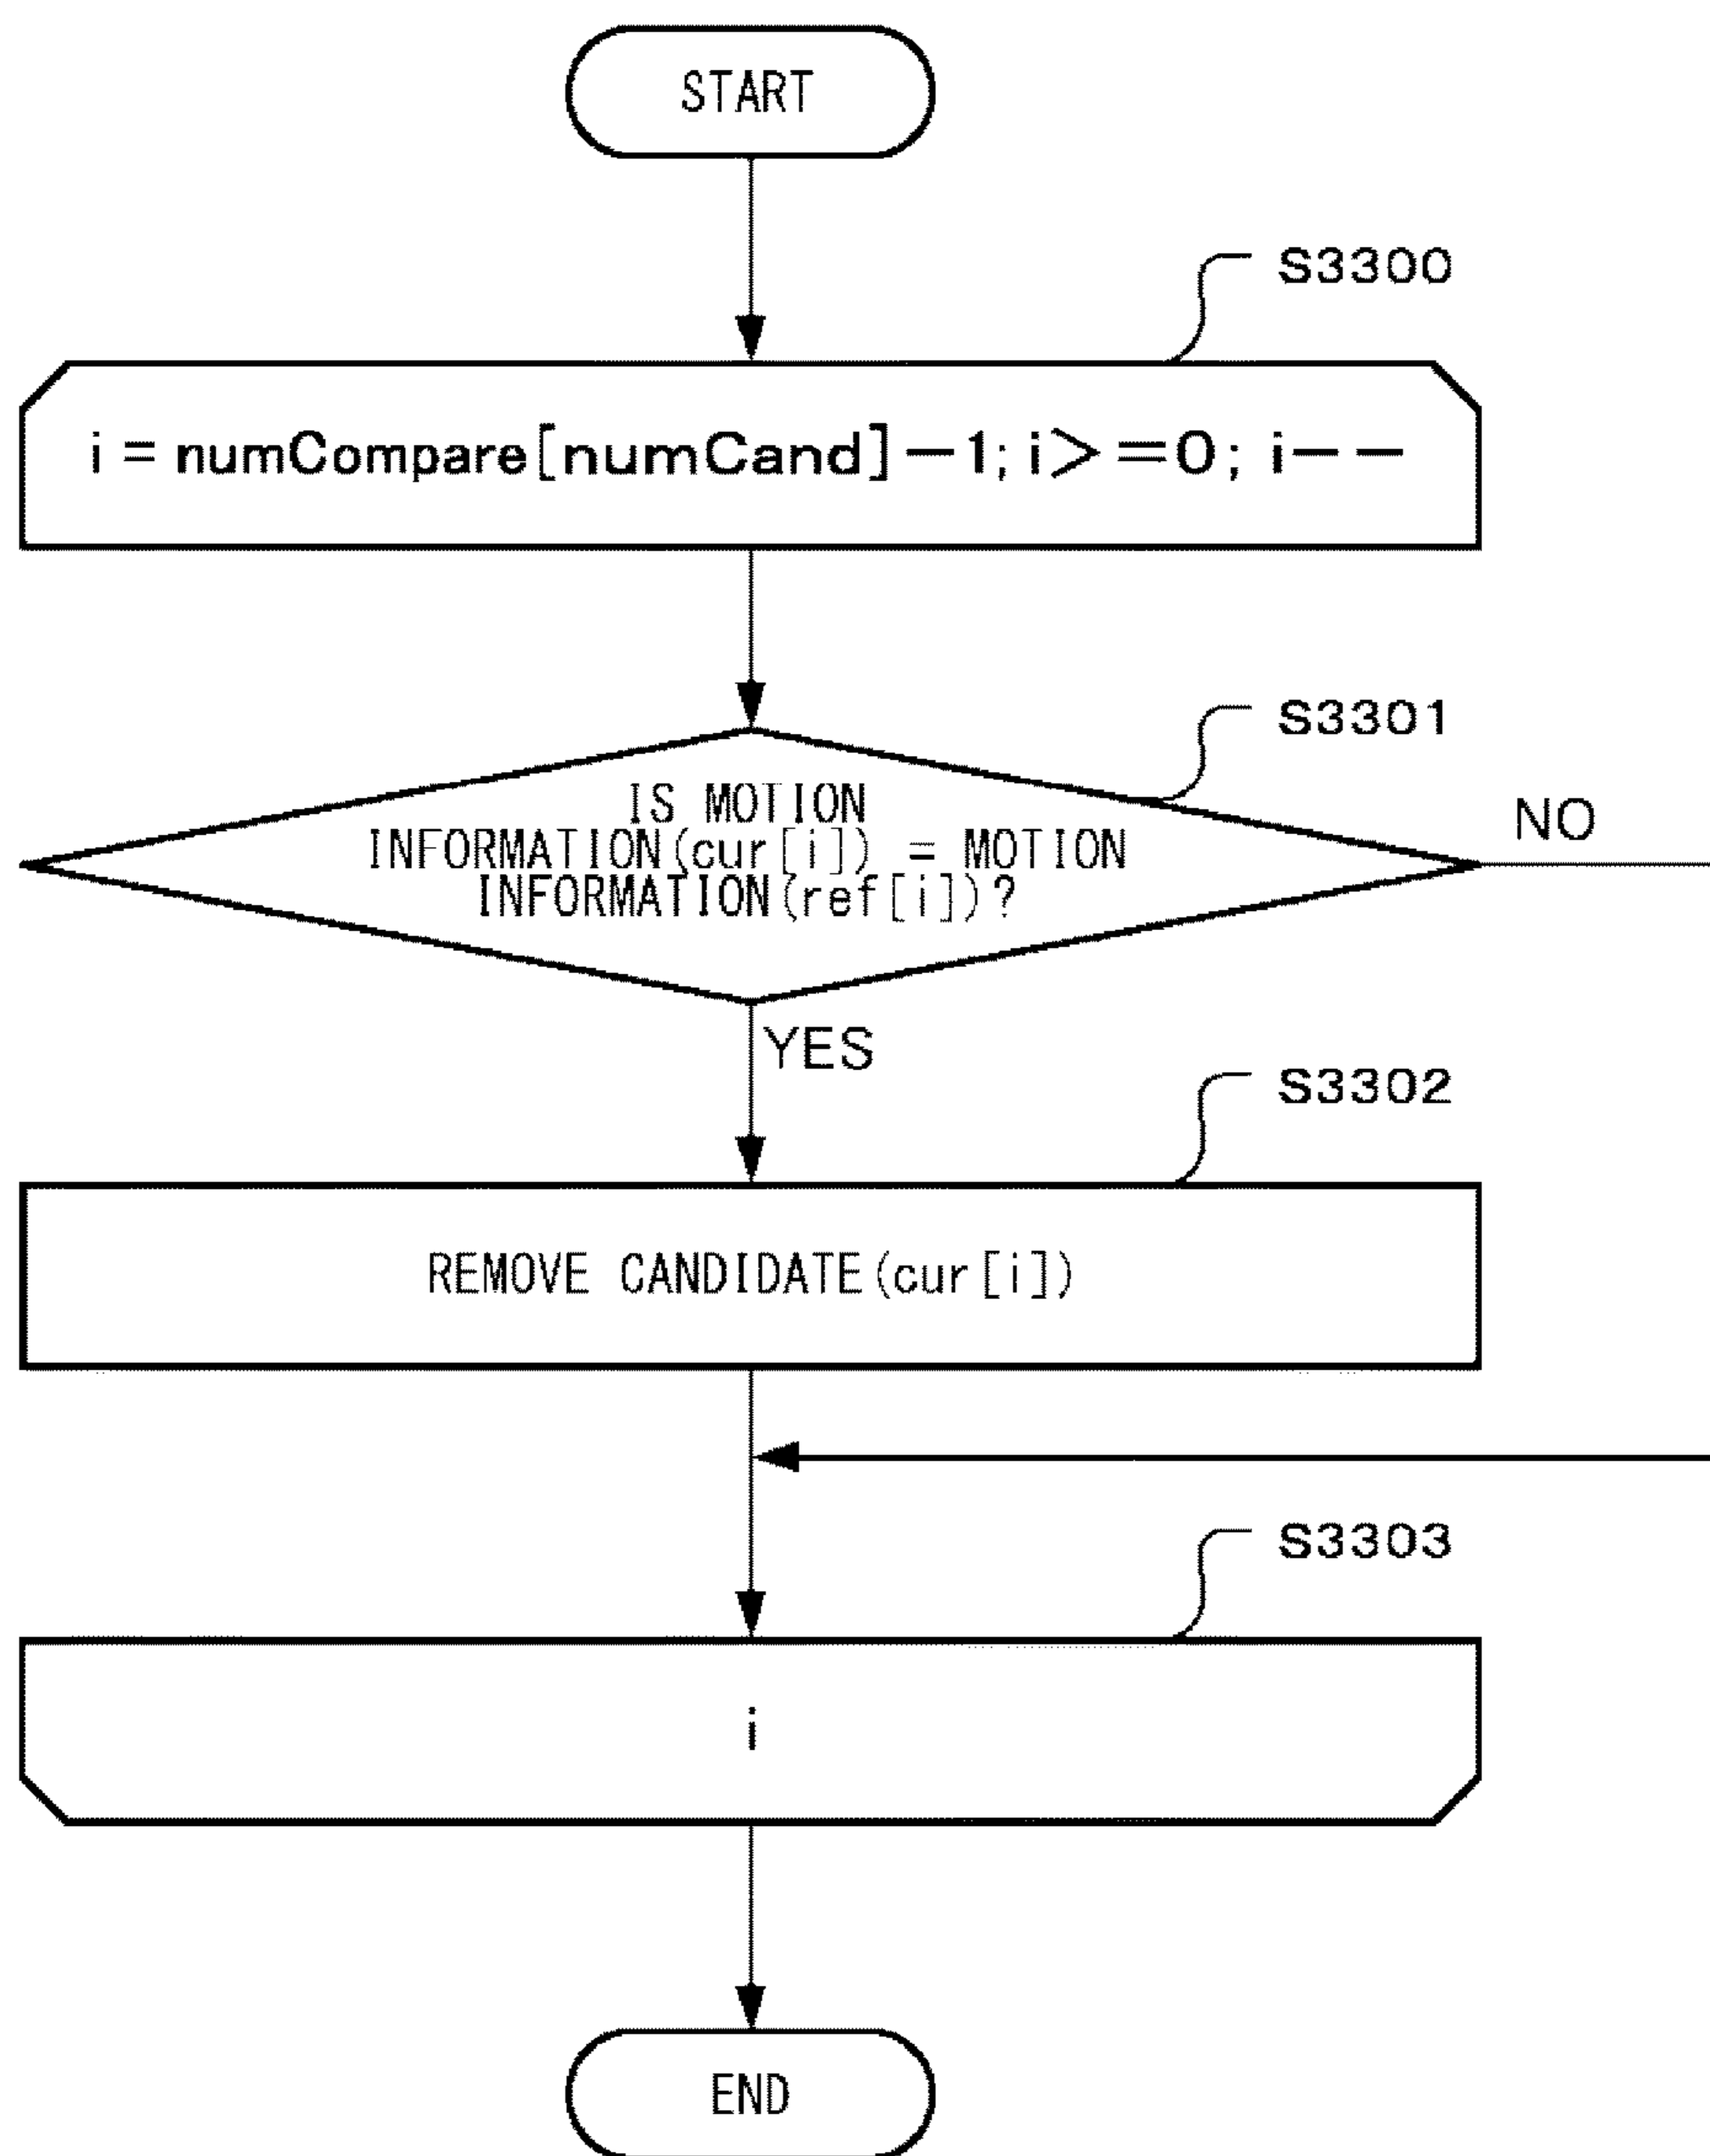 START
S3300
i = numCompare[numCand]-1; i>=0; i--
S3301
IS MOTION
INFORMATION(cur[i]) = MOTION
INFORMATION(ref[i])?
NO
YES
S3302
REMOVE CANDIDATE(cur[i])
S3303
i
END